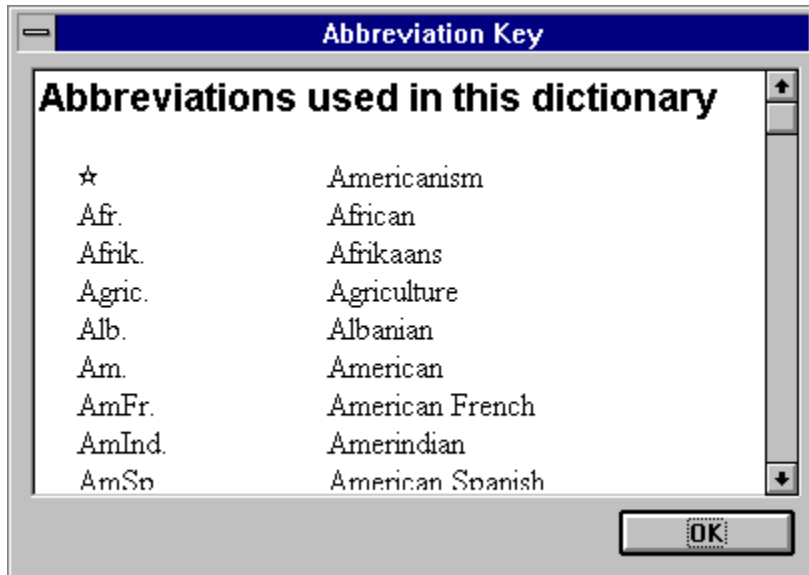 Abbreviation Key
Abbreviations used in this dictionary
☆ Americanism
Afr. African
Afrik. Afrikaans
Agric. Agriculture
Alb. Albanian
Am. American
AmFr. American French
AmInd. Amerindian
AmSp American Spanish
OK